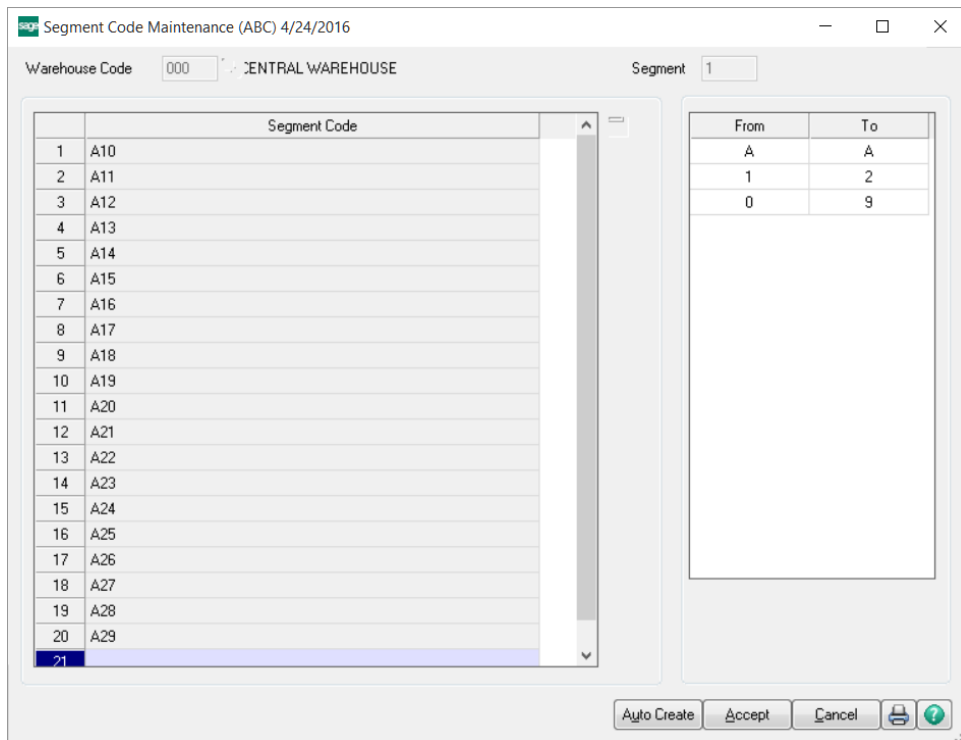 sage Segment Code Maintenance (ABC) 4/24/2016
Warehouse Code 000 CENTRAL WAREHOUSE Segment 1
Segment Code From To
1 A10 A A
2 A11 1 2
3 A12 0 9
4 A13
5 A14
6 A15
7 A16
8 A17
9 A18
10 A19
11 A20
12 A21
13 A22
14 A23
15 A24
16 A25
17 A26
18 A27
19 A28
20 A29
21
Auto Create Accept Cancel ?